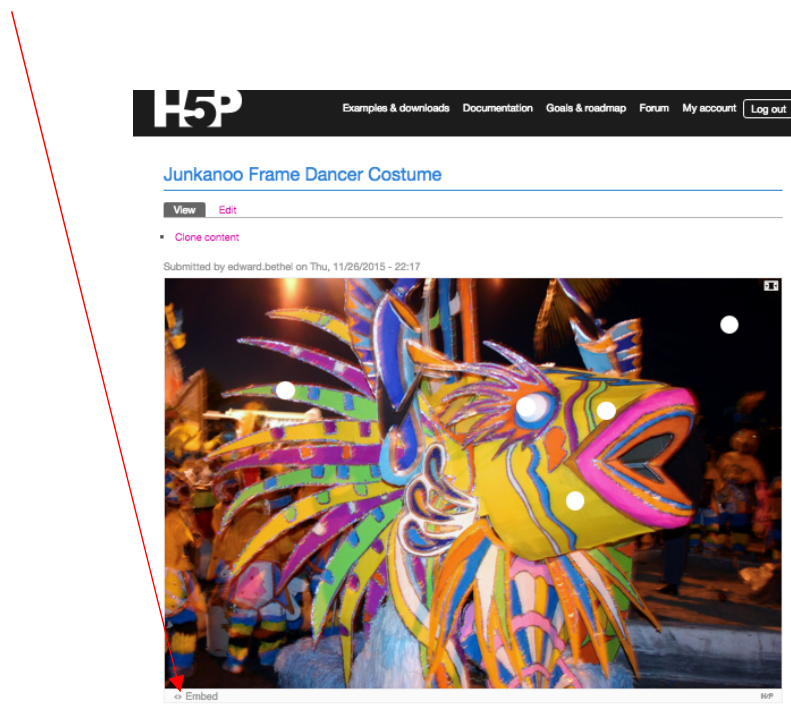 H5P
Examples & downloads Documentation Goals & roadmap Forum My account Log out
Junkanoo Frame Dancer Costume
View Edit
Clone content
Submitted by edward.bethel on Thu, 11/26/2015 - 22:17
Embed
H5P